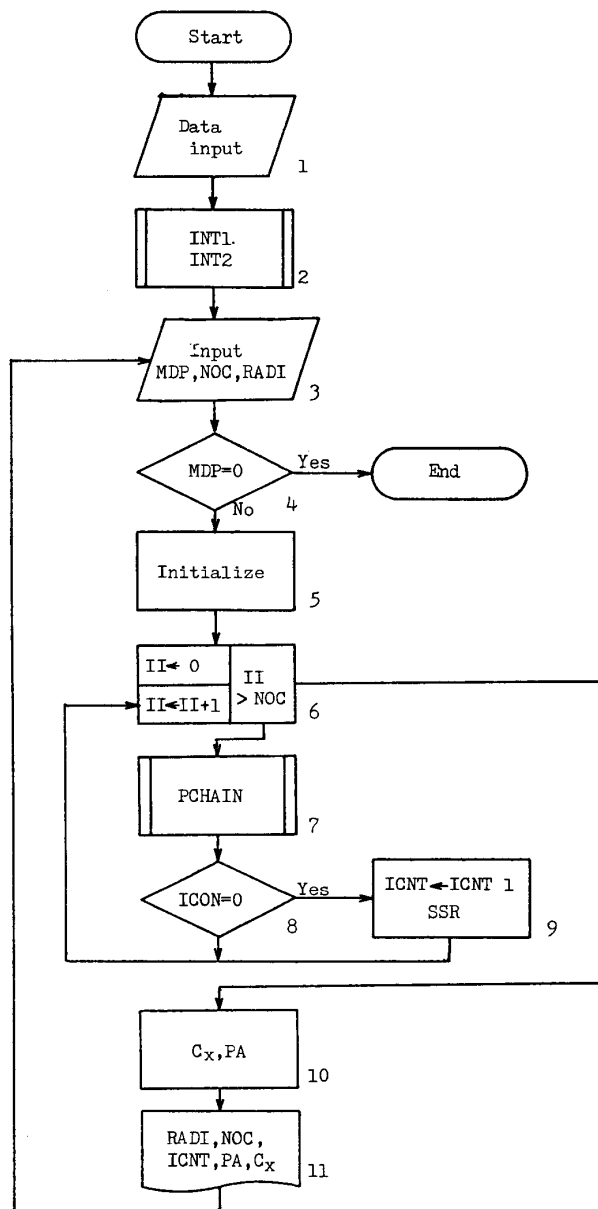 Start
Data
input
1
INT1.
INT2
2
Input
MDP,NOC,RADI
3
MDP=0
Yes
End
4
No
Initialize
5
II← 0
II←II+1
II
> NOC
6
PCHAIN
7
ICON=0
Yes
8
ICNT←ICNT 1
SSR
9
Cx,PA
10
RADI,NOC,
ICNT,PA,Cx
11